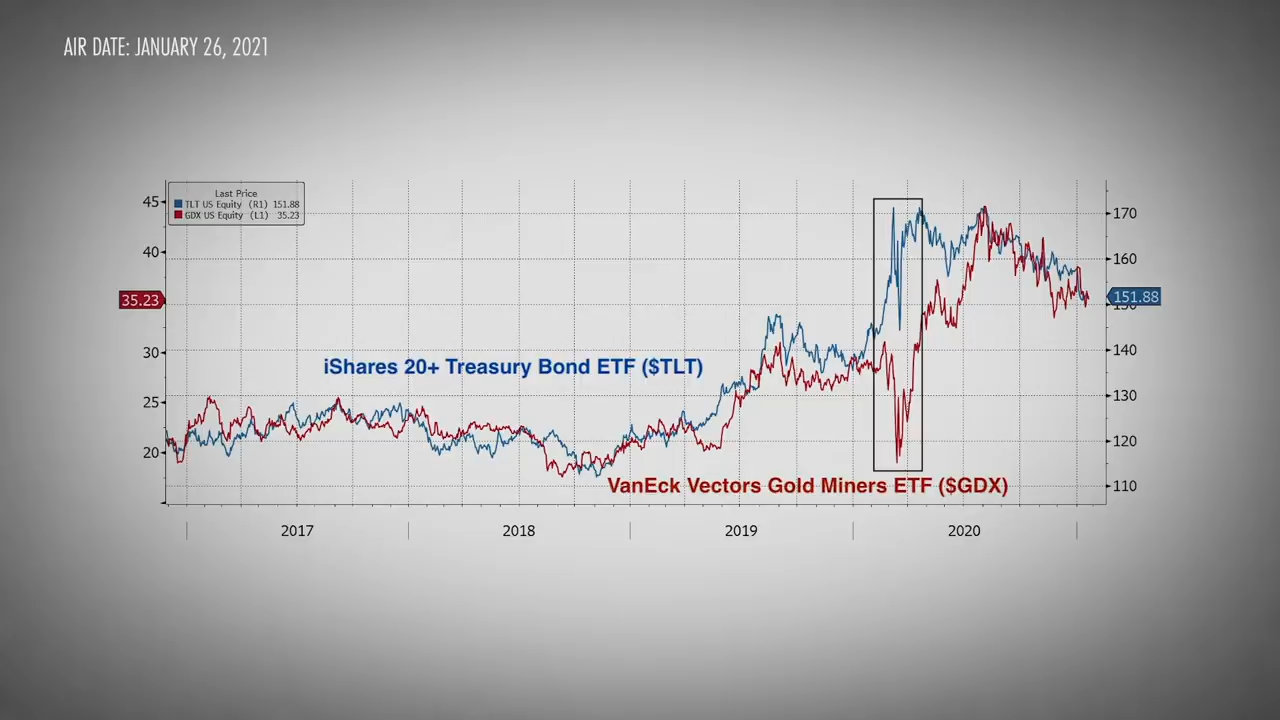 AIR DATE: JANUARY 26, 2021
Last Price
TLT US Equity (R1) 151.88
GDX US Equity (L1) 35.23
45
40
35.23
30
25
20
170
160
151.88
150
140
130
120
110
iShares 20+ Treasury Bond ETF ($TLT)
VanEck Vectors Gold Miners ETF ($GDX)
2017 2018 2019 2020